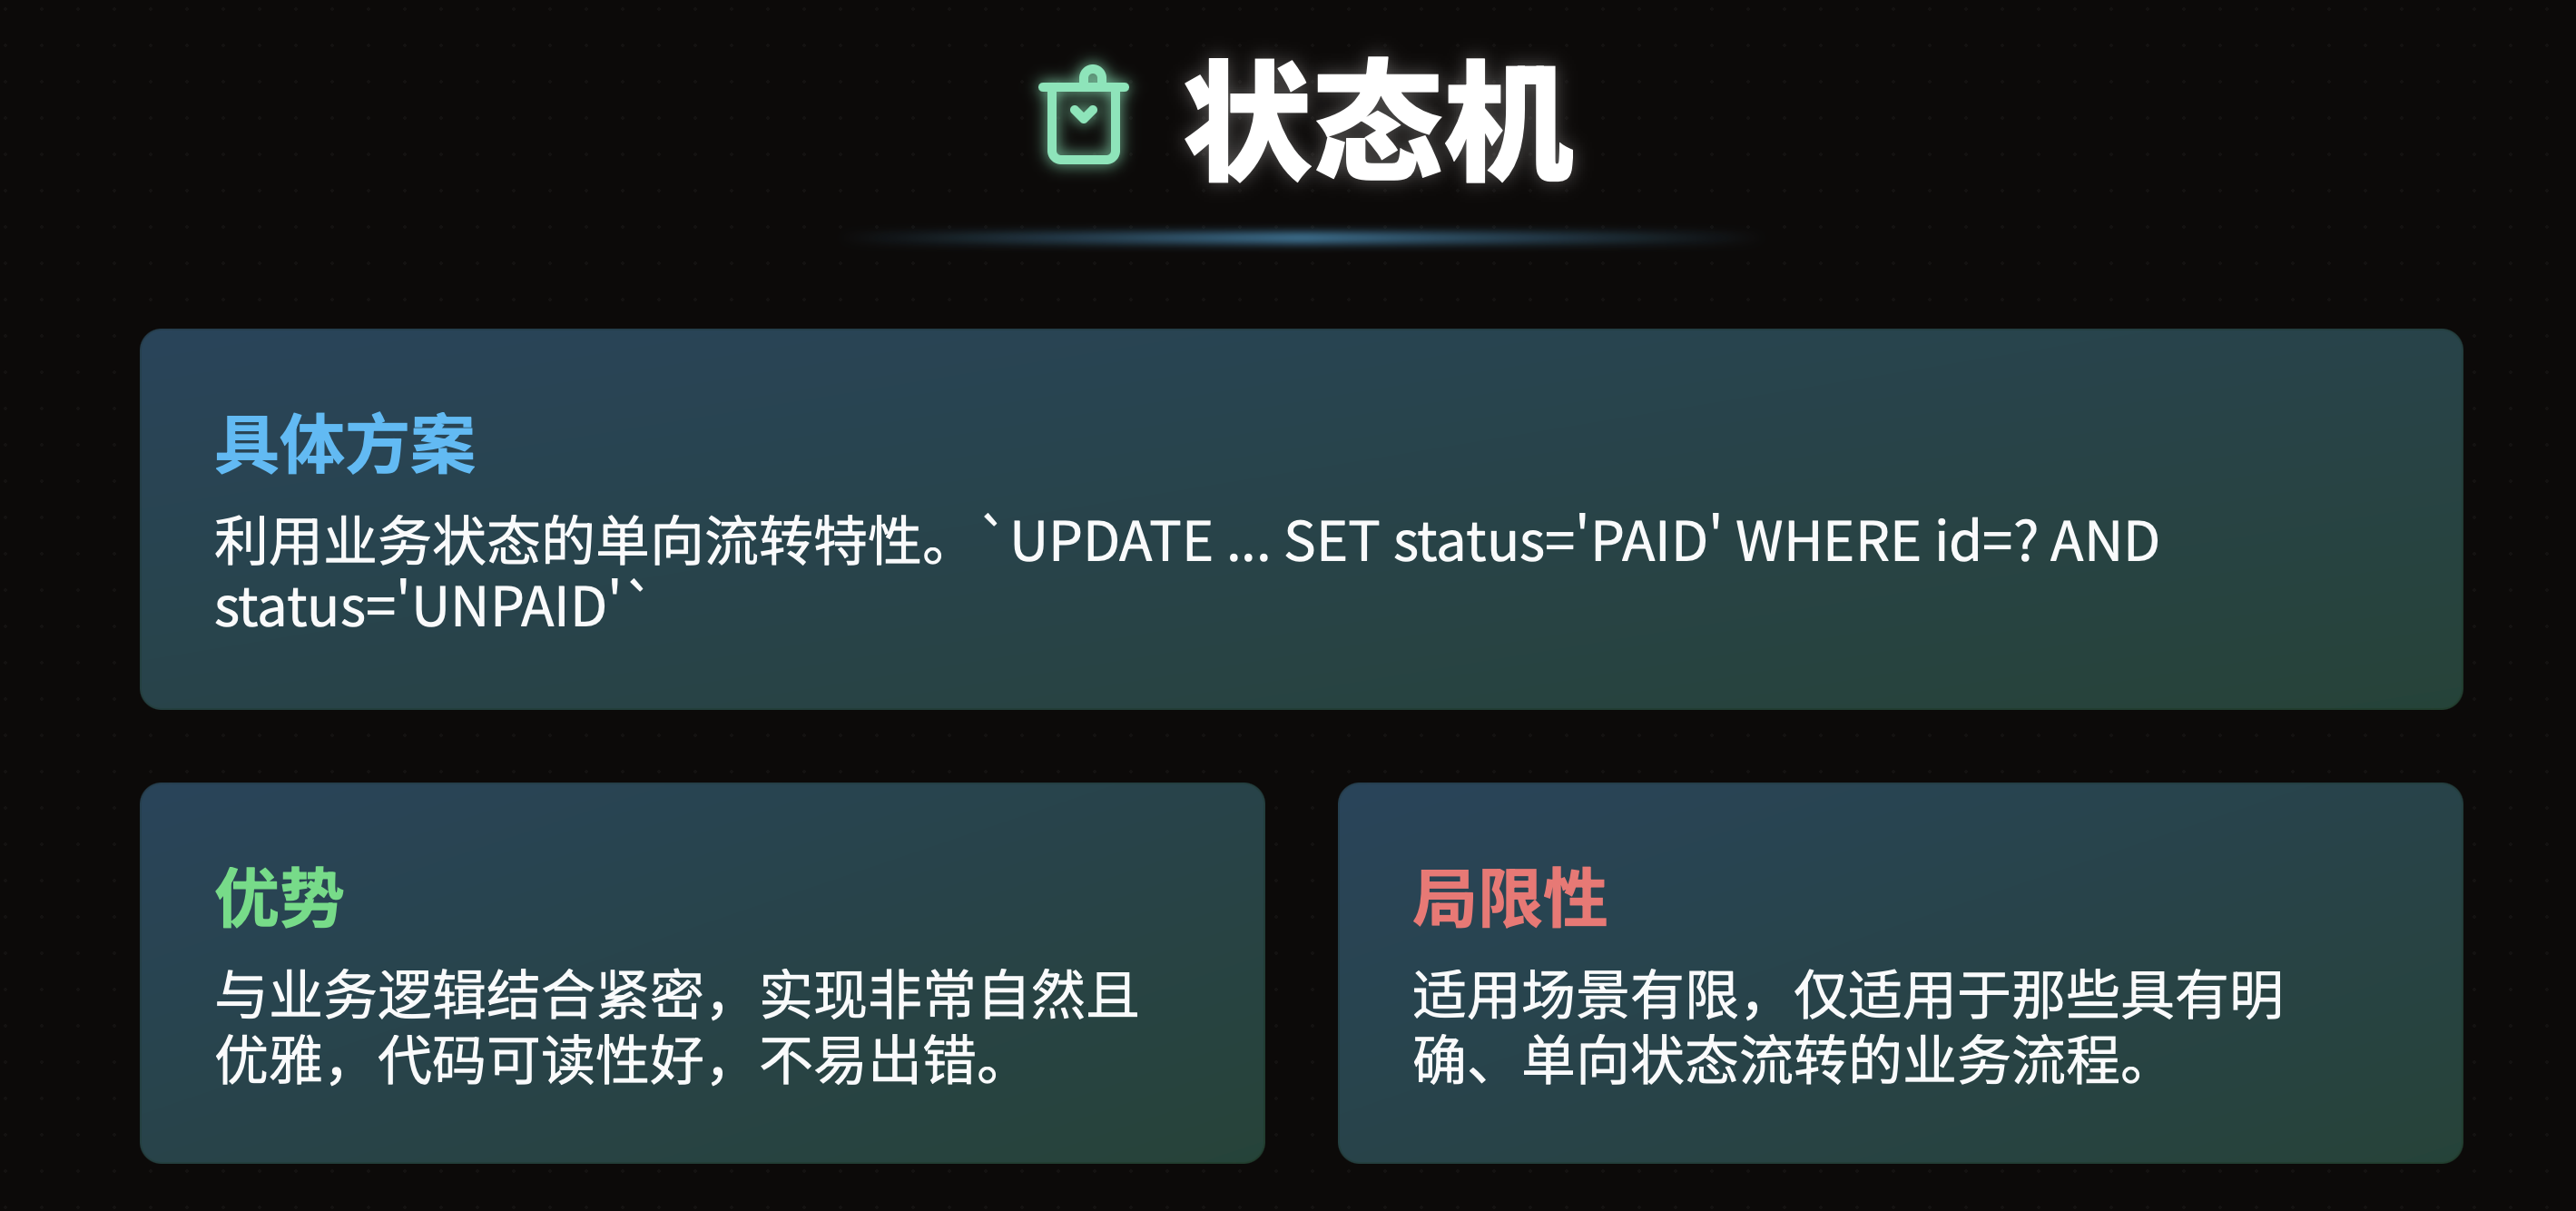 状态机
具体方案
利用业务状态的单向流转特性。`UPDATE ... SET status='PAID' WHERE id=? AND
status='UNPAID'`
优势
与业务逻辑结合紧密，实现非常自然且
优雅，代码可读性好，不易出错。
局限性
适用场景有限，仅适用于那些具有明
确、单向状态流转的业务流程。